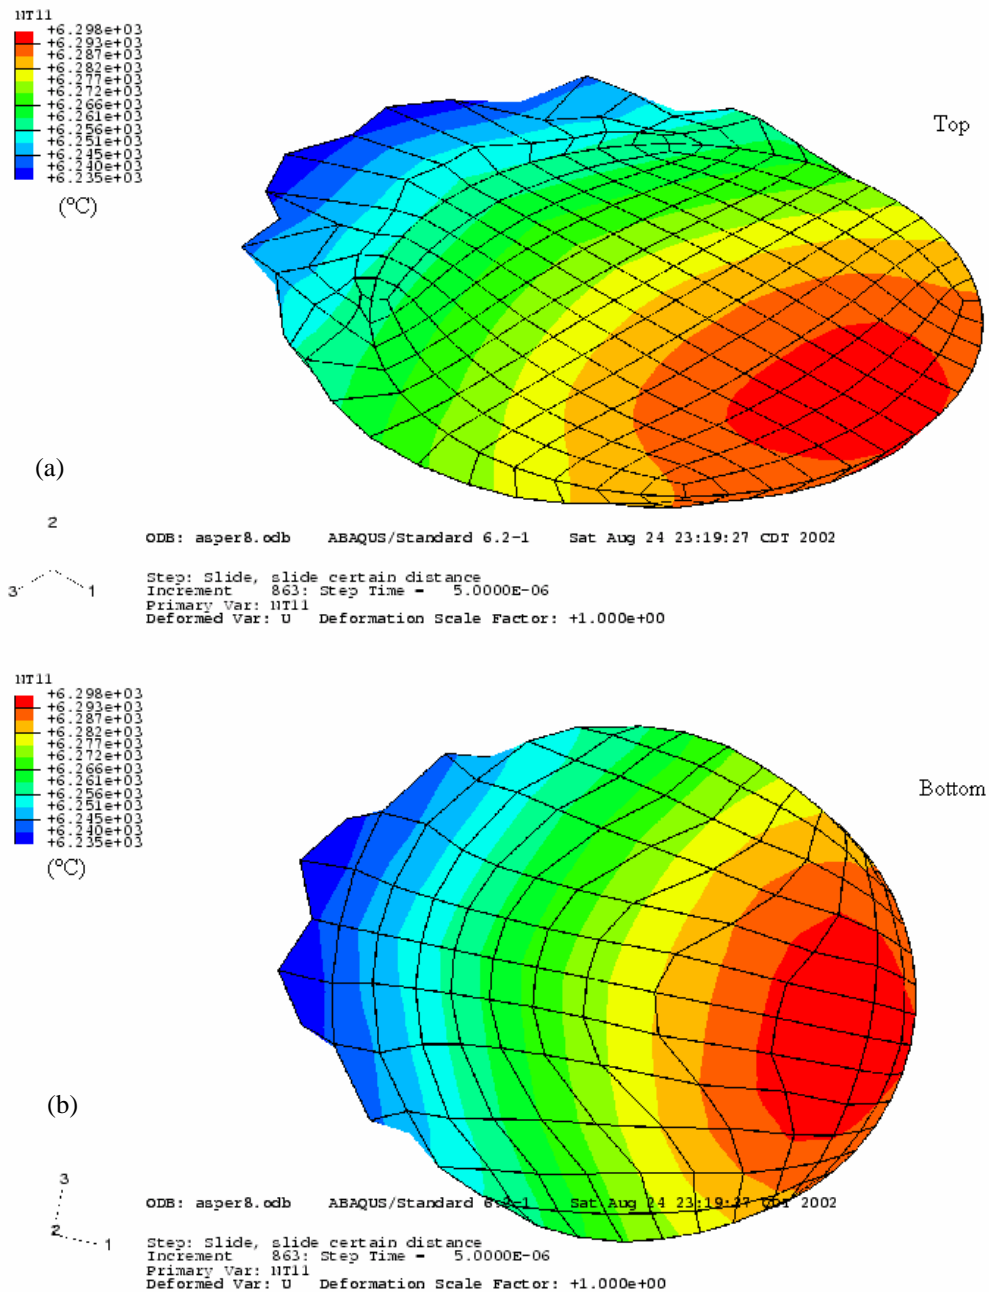 NT11
+6.298e+03
+6.293e+03
+6.287e+03
+6.282e+03
+6.277e+03
+6.272e+03
+6.266e+03
+6.261e+03
+6.256e+03
+6.251e+03
+6.245e+03
+6.240e+03
+6.235e+03
(°C)
Top
(a)
2
3
1
ODB: asper8.odb ABAQUS/Standard 6.2-1 Sat Aug 24 23:19:27 CDT 2002
Step: Slide, slide certain distance
Increment 863: Step Time = 5.0000E-06
Primary Var: NT11
Deformed Var: U Deformation Scale Factor: +1.000e+00
NT11
+6.298e+03
+6.293e+03
+6.287e+03
+6.282e+03
+6.277e+03
+6.272e+03
+6.266e+03
+6.261e+03
+6.256e+03
+6.251e+03
+6.245e+03
+6.240e+03
+6.235e+03
(°C)
Bottom
(b)
3
2
1
ODB: asper8.odb ABAQUS/Standard 6.2-1 Sat Aug 24 23:19:27 CDT 2002
Step: Slide, slide certain distance
Increment 863: Step Time = 5.0000E-06
Primary Var: NT11
Deformed Var: U Deformation Scale Factor: +1.000e+00